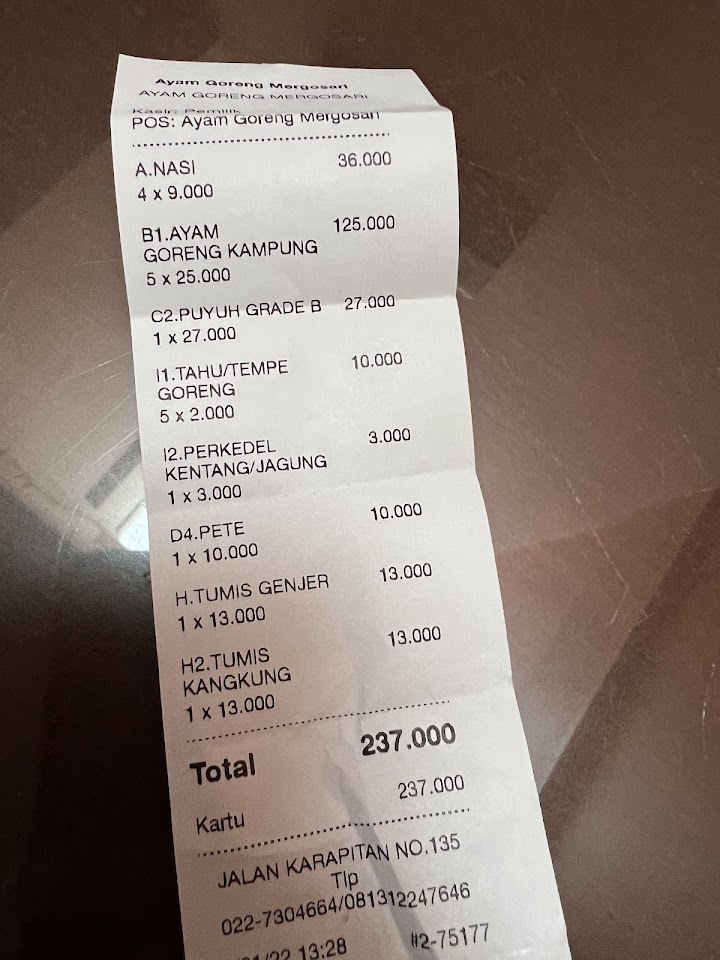 Ayam Goreng Mergosari
AYAM GORENG MERGOSARI
Kasir: Pemilik
POS: Ayam Goreng Mergosari
A.NASI 36.000
4 x 9.000
B1.AYAM 125.000
GORENG KAMPUNG
5 x 25.000
C2.PUYUH GRADE B 27.000
1 x 27.000
I1.TAHU/TEMPE 10.000
GORENG
5 x 2.000
I2.PERKEDEL 3.000
KENTANG/JAGUNG
1 x 3.000
D4.PETE 10.000
1 x 10.000
H.TUMIS GENJER 13.000
1 x 13.000
H2.TUMIS 13.000
KANGKUNG
1 x 13.000
Total 237.000
Kartu 237.000
JALAN KARAPITAN NO.135
Tlp
022-7304664/081312247646
13:28 #2-75177